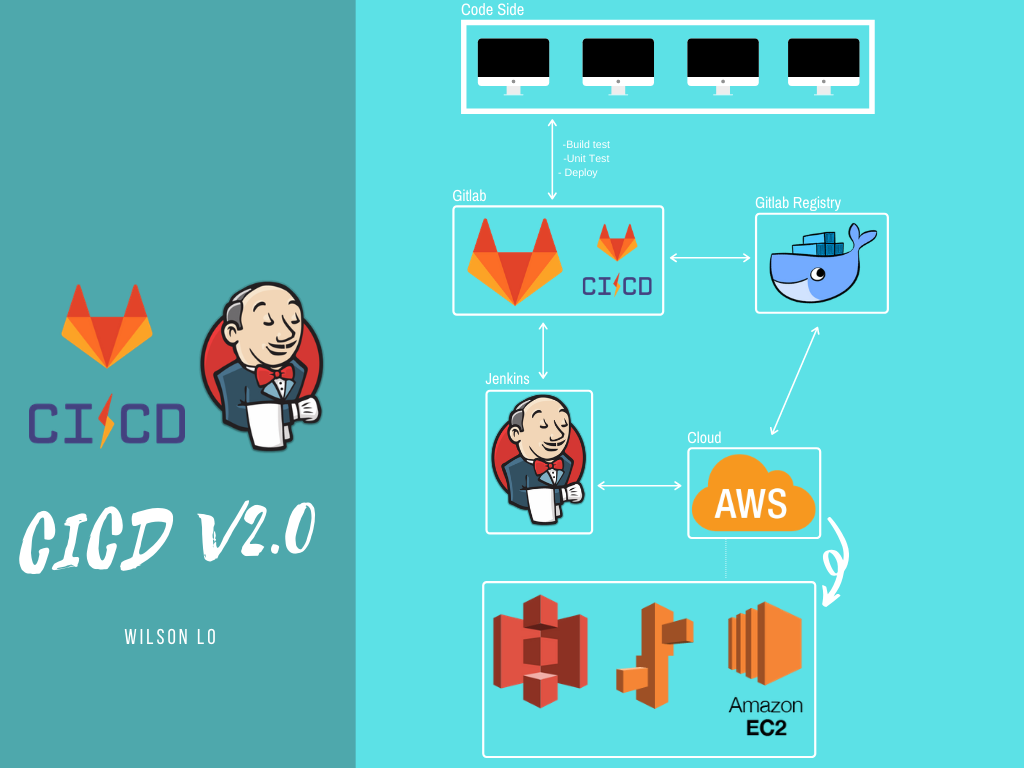 CI CD
CICD V2.0
WILSON LO
Code Side
-Build test
-Unit Test
- Deploy
Gitlab
CI CD
Gitlab Registry
Jenkins
Cloud
AWS
Amazon
EC2